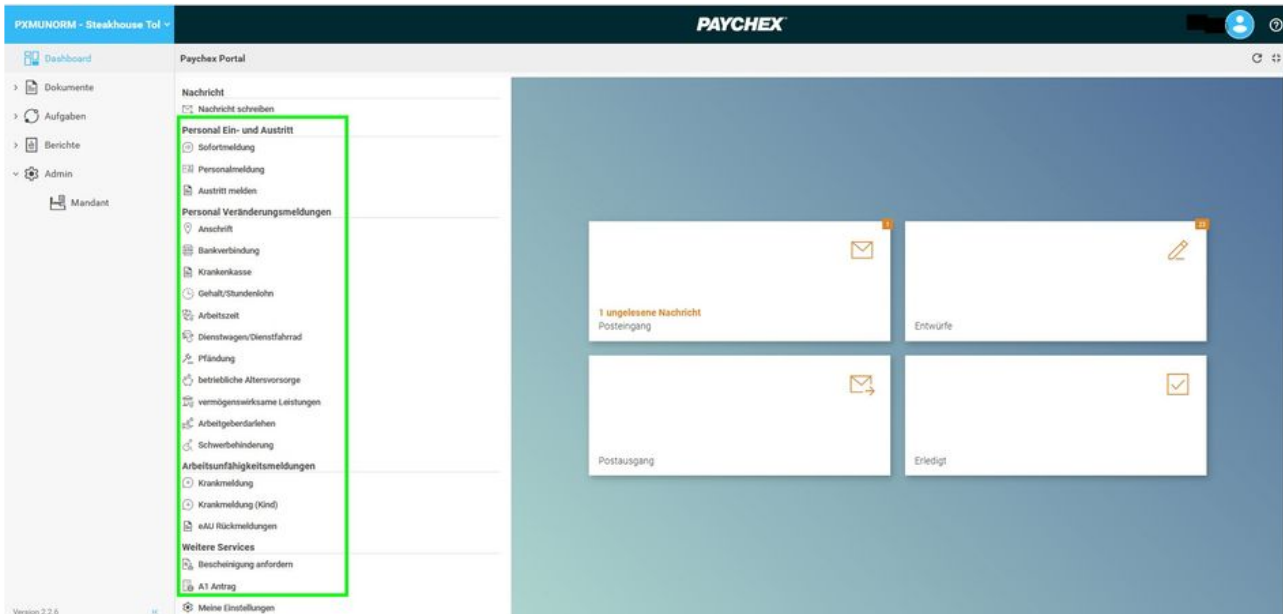 PXMUNORM - Steakhouse Tol
PAYCHEX
Dashboard
Paychex Portal
Dokumente
Aufgaben
Berichte
Admin
Mandant
Nachricht
Nachricht schreiben
Personal Ein- und Austritt
Sofortmeldung
Personalmeldung
Austritt melden
Personal Veränderungsmeldungen
Anschrift
Bankverbindung
Krankenkasse
Gehalt/Stundenlohn
Arbeitszeit
Dienstwagen/Dienstfahrrad
Pfändung
betriebliche Altersvorsorge
vermögenswirksame Leistungen
Arbeitgeberdarlehen
Schwerbehinderung
Arbeitsunfähigkeitsmeldungen
Krankmeldung
Krankmeldung (Kind)
eAU Rückmeldungen
Weitere Services
Bescheinigung anfordern
A1 Antrag
Meine Einstellungen
1 ungelesene Nachricht
Posteingang
Entwürfe
Postausgang
Erledigt
Version 2.2.6